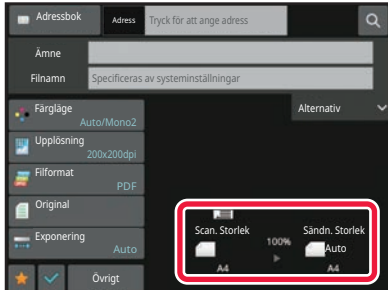 Adressbok
Adress
Tryck för att ange adress
Ämne
Filnamn
Specificeras av systeminställningar
Alternativ
Färgläge
Auto/Mono2
Upplösning
200x200dpi
Filformat
PDF
Original
Exponering
Auto
Övrigt
Scan. Storlek
100%
Sändn. Storlek
Auto
A4
A4